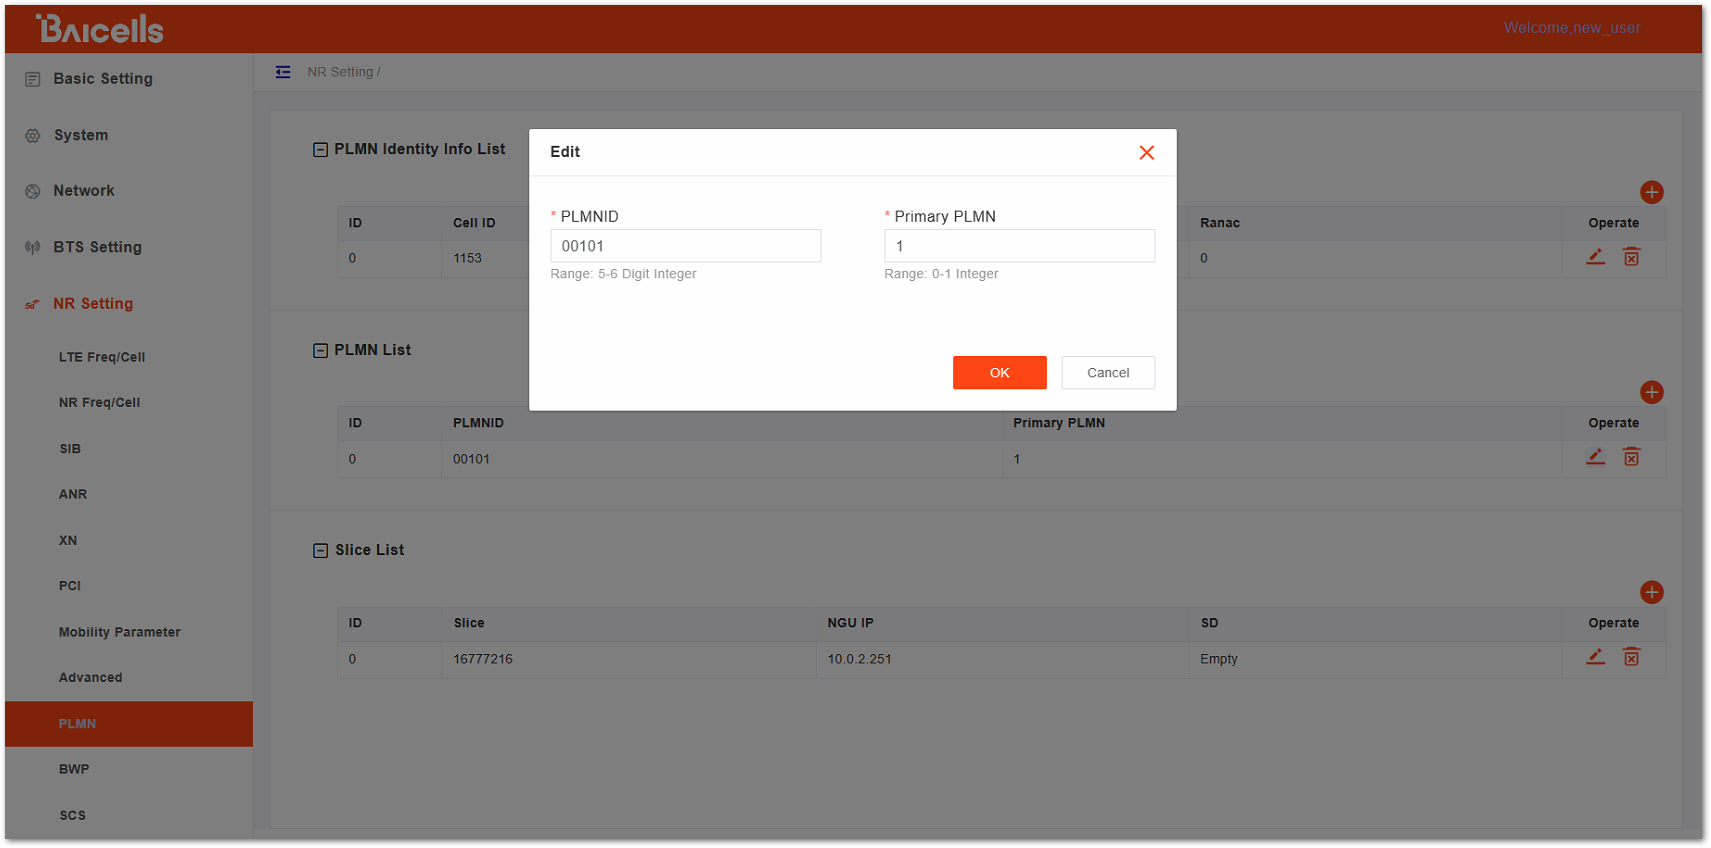 BAIcells
Welcome,new_user
Basic Setting
System
Network
BTS Setting
5G
NR Setting
LTE Freq/Cell
NR Freq/Cell
SIB
ANR
XN
PCI
Mobility Parameter
Advanced
PLMN
BWP
SCS
NR Setting /
PLMN Identity Info List
ID Cell ID Ranac Operate
0 1153 0
Edit
* PLMNID * Primary PLMN
00101 1
Range: 5-6 Digit Integer Range: 0-1 Integer
OK Cancel
PLMN List
ID PLMNID Primary PLMN Operate
0 00101 1
Slice List
ID Slice NGU IP SD Operate
0 16777216 10.0.2.251 Empty